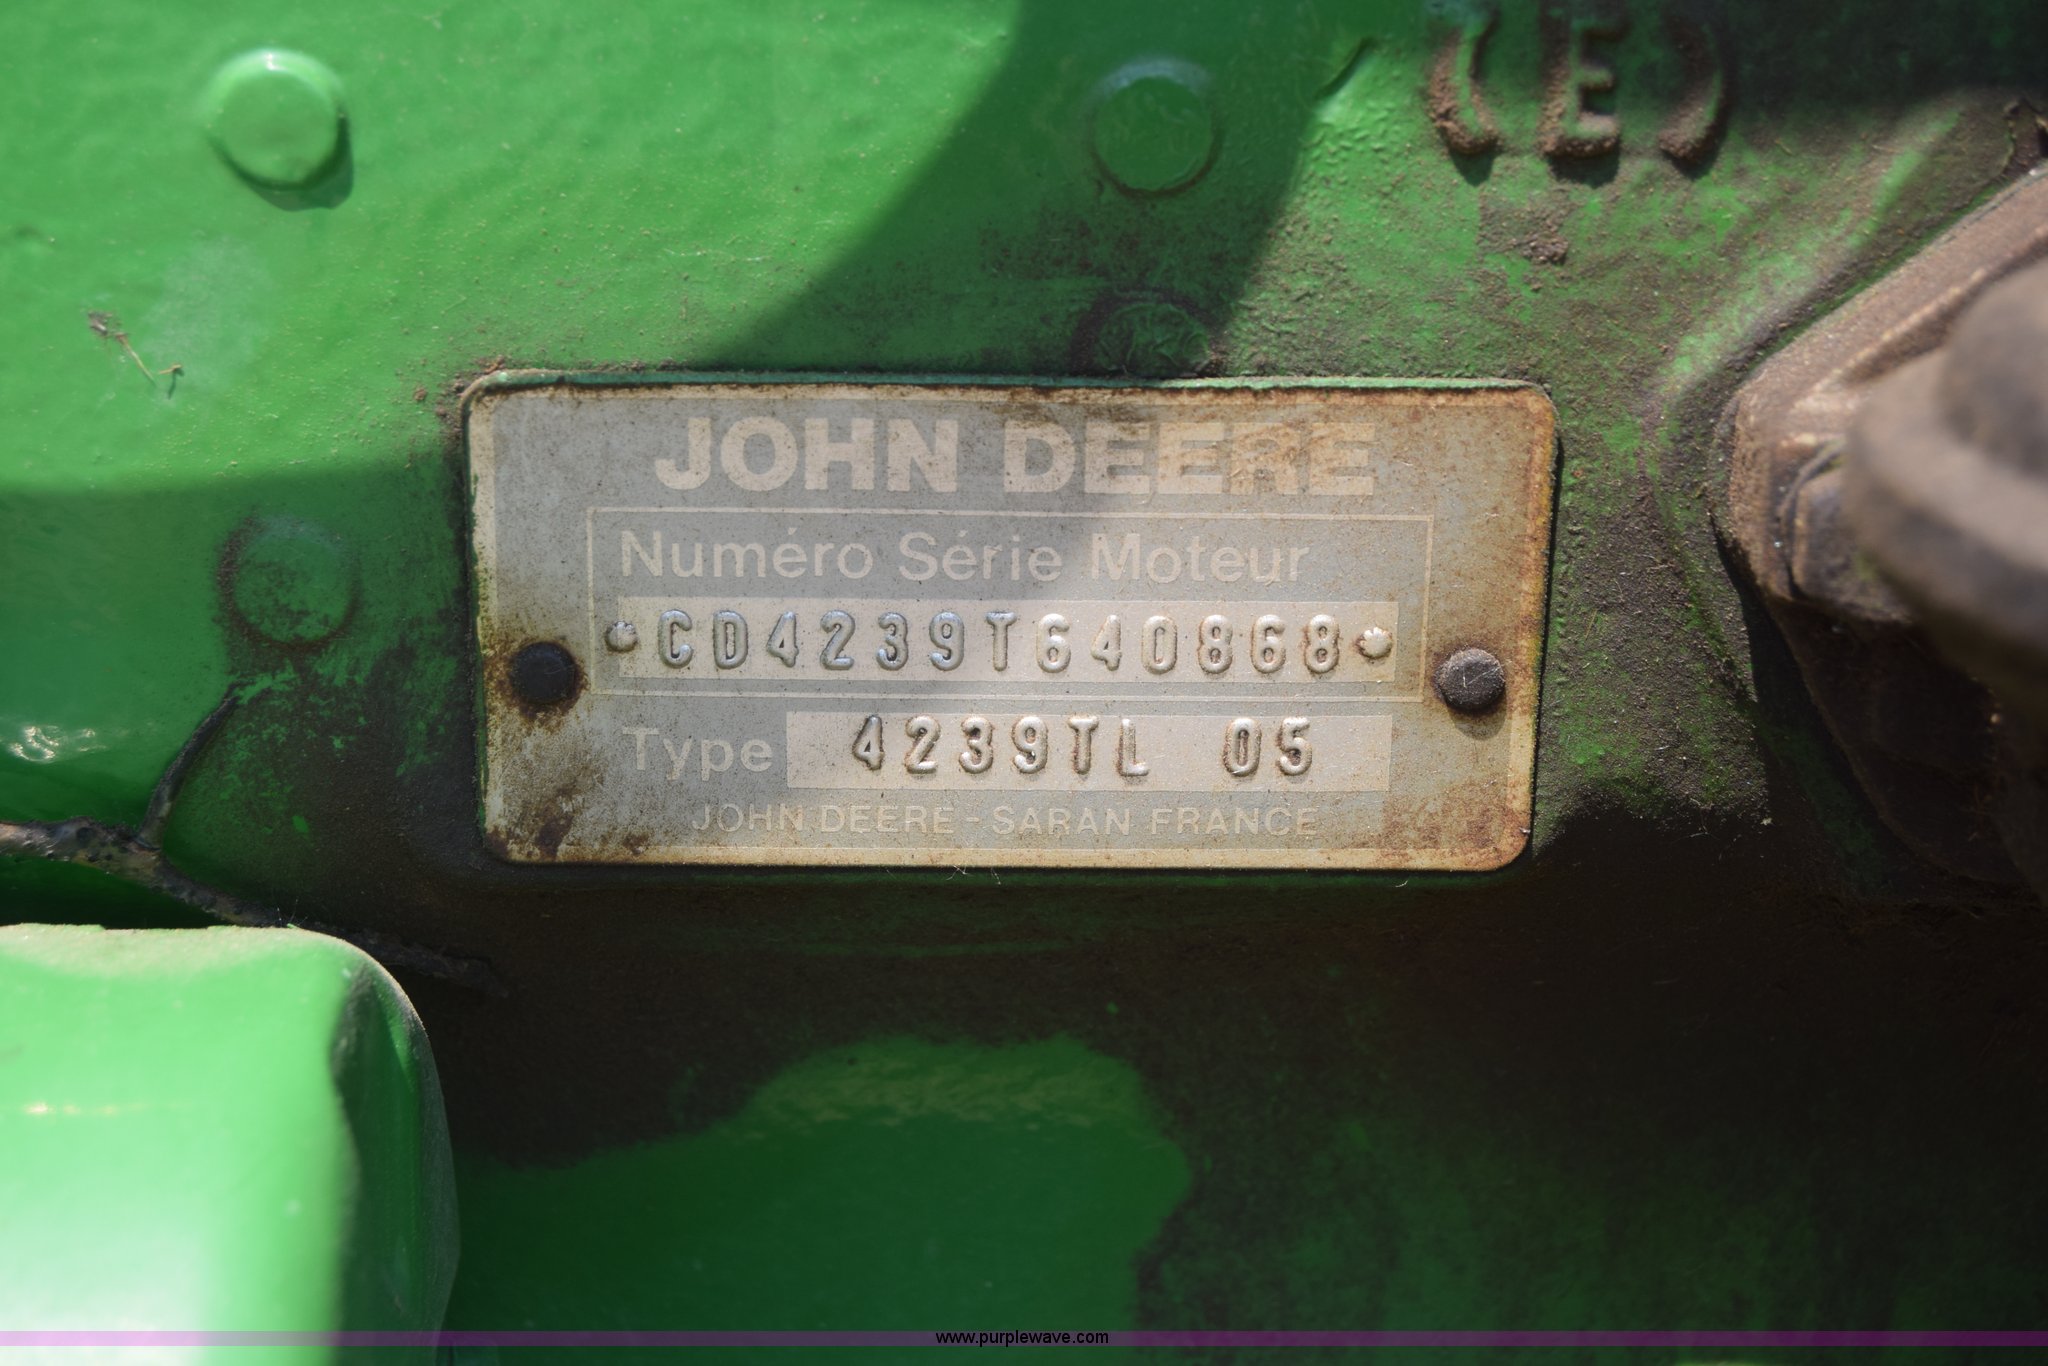 (E)
JOHN DEERE
Numéro Série Moteur
*CD4239T640868*
Type 4239TL 05
JOHN DEERE - SARAN FRANCE
www.purplewave.com